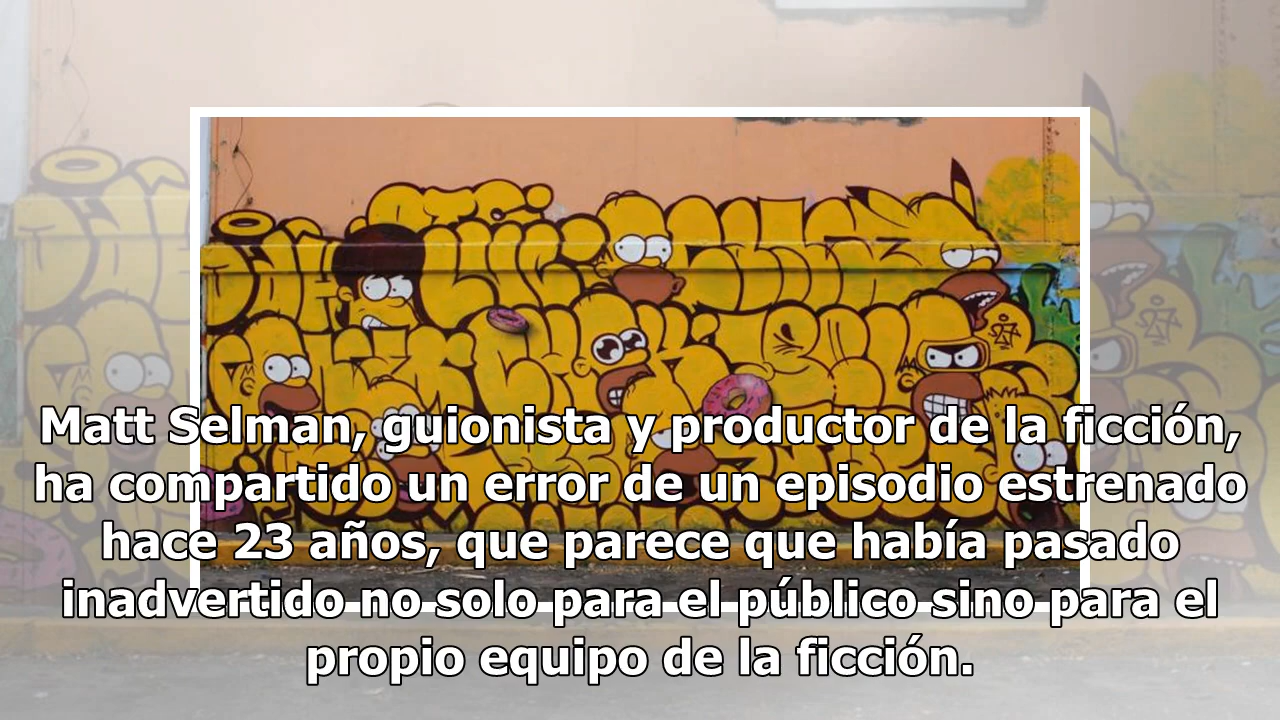 Matt Selman, guionista y productor de la ficción,
ha compartido un error de un episodio estrenado
hace 23 años, que parece que había pasado
inadvertido no solo para el público sino para el
propio equipo de la ficción.